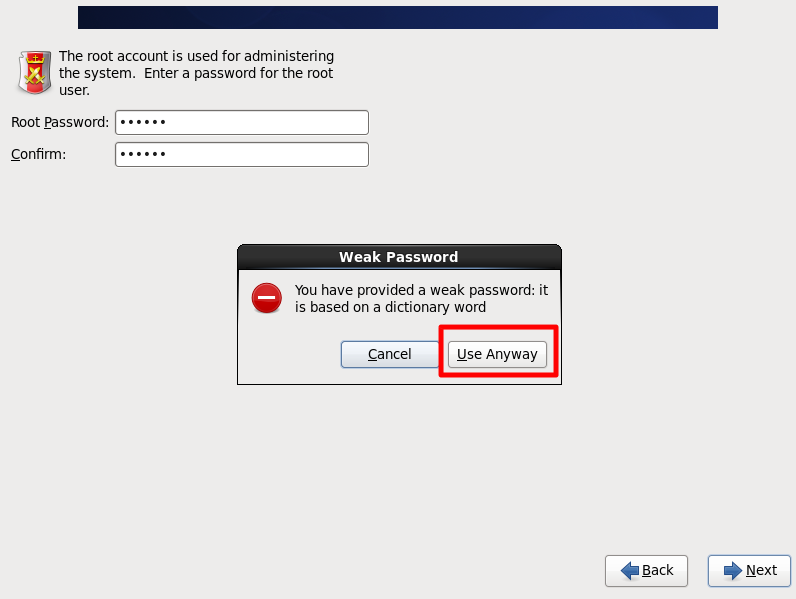 The root account is used for administering
the system.  Enter a password for the root
user.
Root Password: ••••••
Confirm: ••••••
Weak Password
You have provided a weak password: it
is based on a dictionary word
Cancel Use Anyway
Back Next